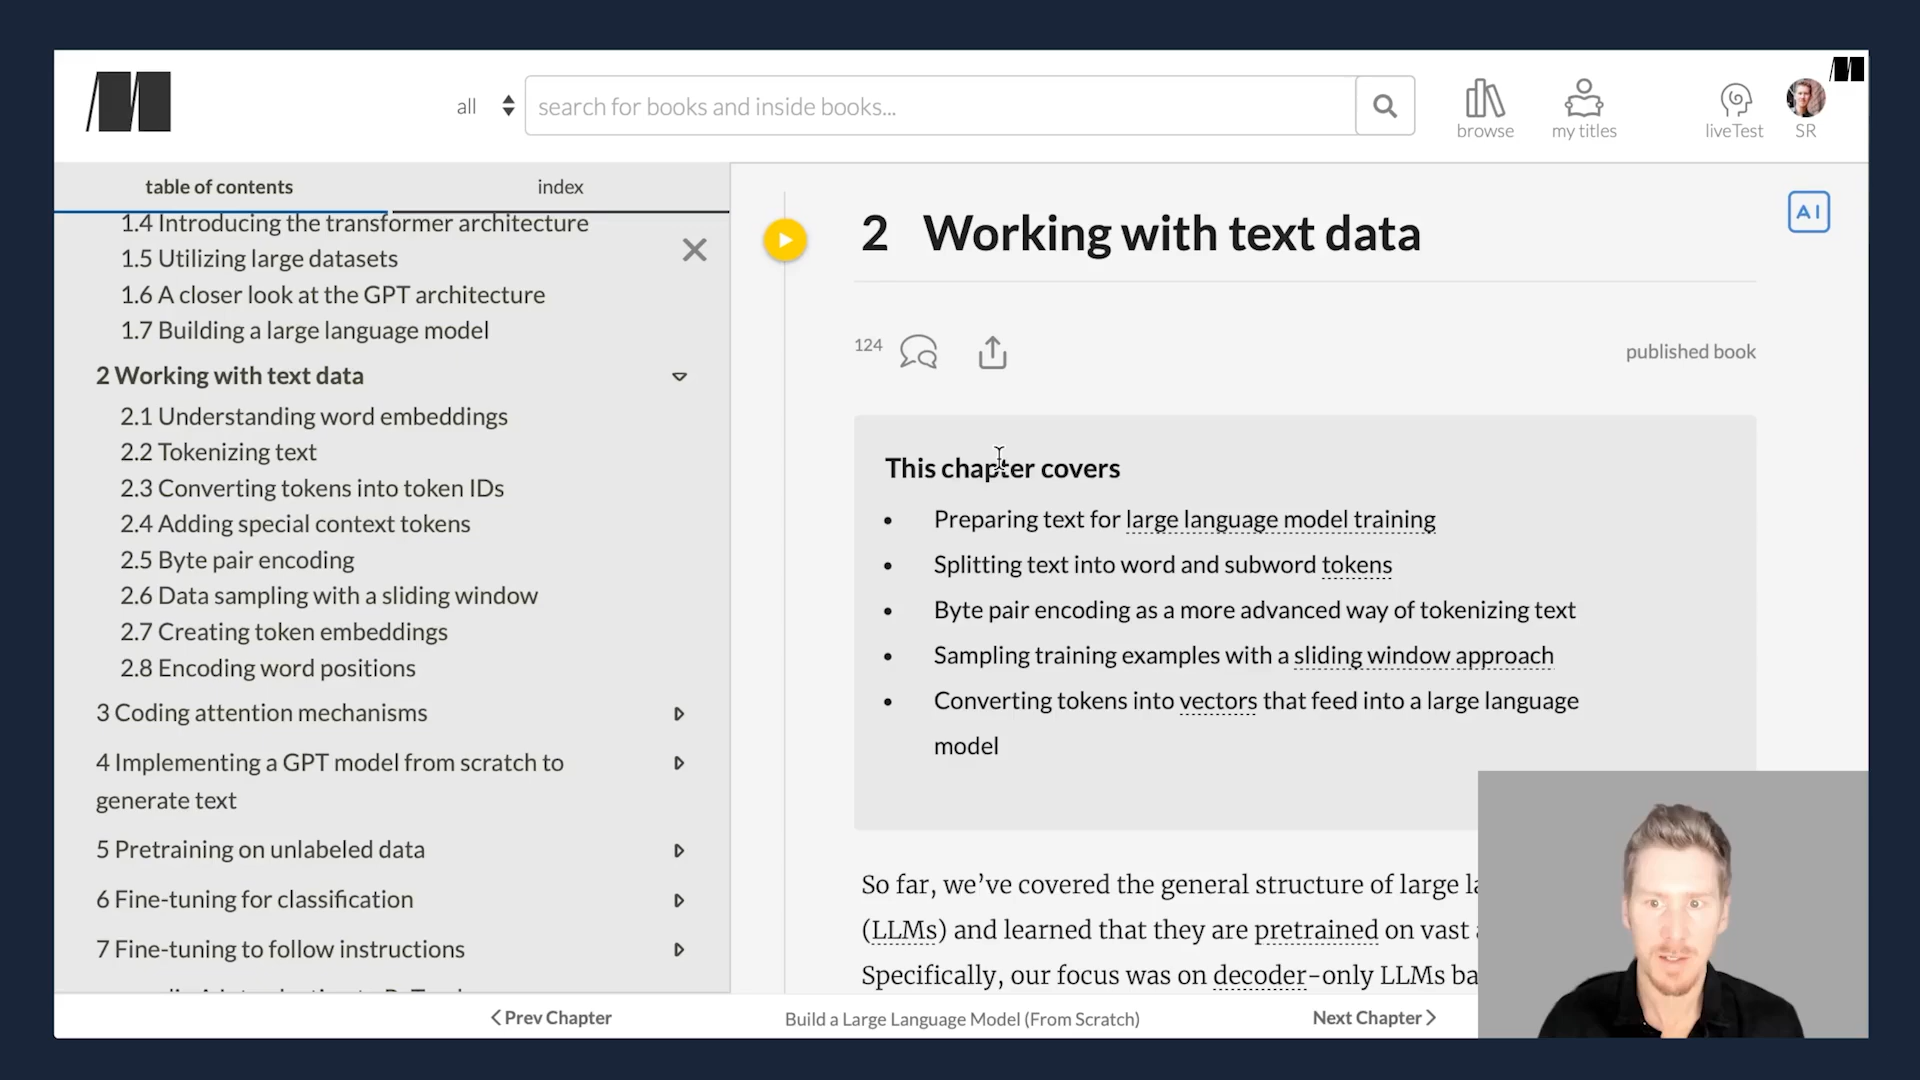 all
search for books and inside books...
browse
my titles
liveTest
SR
table of contents
index
1.4 Introducing the transformer architecture
1.5 Utilizing large datasets
1.6 A closer look at the GPT architecture
1.7 Building a large language model
2 Working with text data
2.1 Understanding word embeddings
2.2 Tokenizing text
2.3 Converting tokens into token IDs
2.4 Adding special context tokens
2.5 Byte pair encoding
2.6 Data sampling with a sliding window
2.7 Creating token embeddings
2.8 Encoding word positions
3 Coding attention mechanisms
4 Implementing a GPT model from scratch to
generate text
5 Pretraining on unlabeled data
6 Fine-tuning for classification
7 Fine-tuning to follow instructions
2 Working with text data
AI
124
published book
This chapter covers
• Preparing text for large language model training
• Splitting text into word and subword tokens
• Byte pair encoding as a more advanced way of tokenizing text
• Sampling training examples with a sliding window approach
• Converting tokens into vectors that feed into a large language
model
So far, we've covered the general structure of large
(LLMs) and learned that they are pretrained on vast
Specifically, our focus was on decoder-only LLMs
Prev Chapter
Build a Large Language Model (From Scratch)
Next Chapter